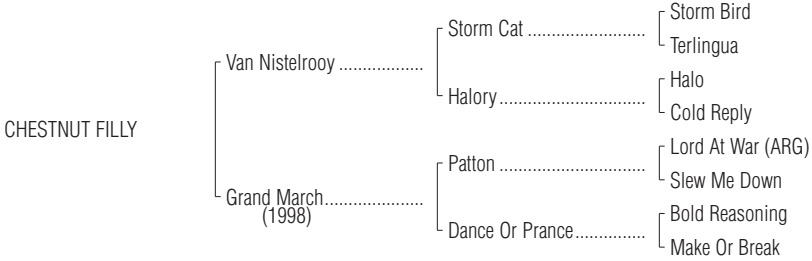 Storm Bird
Storm Cat .........................
Terlingua
Van Nistelrooy ..................
Halo
Halory...............................
Cold Reply
CHESTNUT FILLY
Lord At War (ARG)
Patton ...............................
Slew Me Down
Grand March.....................
(1998)
Bold Reasoning
Dance Or Prance...............
Make Or Break